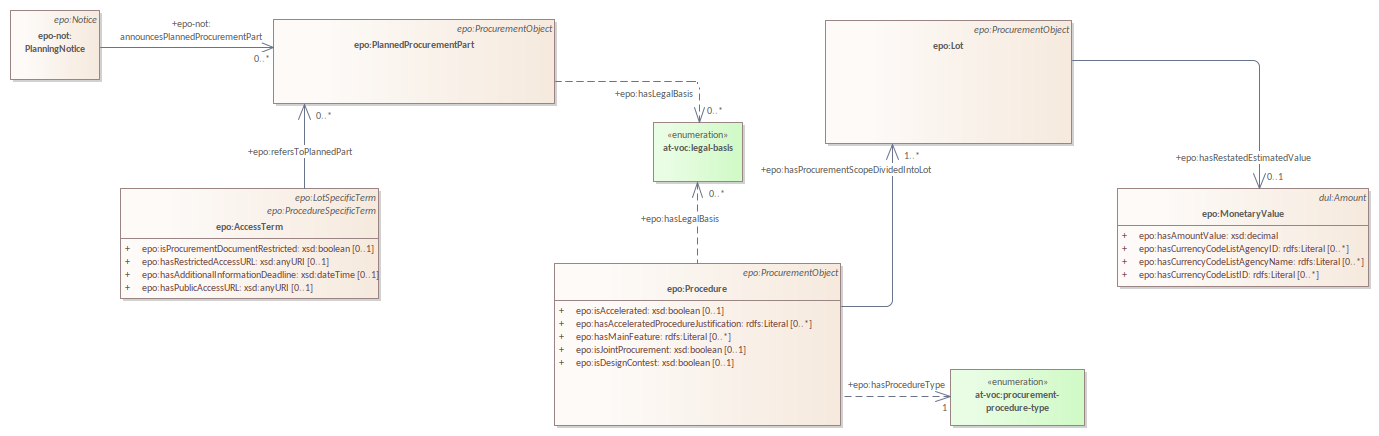 epo:Notice
epo-not:
PlanningNotice
+epo-not:
announcesPlannedProcurementPart
0..*
epo:ProcurementObject
epo:PlannedProcurementPart
+epo:hasLegalBasis
0..*
«enumeration»
at-voc:legal-basis
0..*
+epo:hasLegalBasis
0..*
+epo:refersToPlannedPart
epo:LotSpecificTerm
epo:ProcedureSpecificTerm
epo:AccessTerm
+ epo:isProcurementDocumentRestricted: xsd:boolean [0..1]
+ epo:hasRestrictedAccessURL: xsd:anyURI [0..1]
+ epo:hasAdditionalInformationDeadline: xsd:dateTime [0..1]
+ epo:hasPublicAccessURL: xsd:anyURI [0..1]
epo:ProcurementObject
epo:Lot
1..*
+epo:hasProcurementScopeDividedIntoLot
+epo:hasRestatedEstimatedValue
0..1
dul:Amount
epo:MonetaryValue
+ epo:hasAmountValue: xsd:decimal
+ epo:hasCurrencyCodeListAgencyID: rdfs:Literal [0..*]
+ epo:hasCurrencyCodeListAgencyName: rdfs:Literal [0..*]
+ epo:hasCurrencyCodeListID: rdfs:Literal [0..*]
epo:ProcurementObject
epo:Procedure
+ epo:isAccelerated: xsd:boolean [0..1]
+ epo:hasAcceleratedProcedureJustification: rdfs:Literal [0..*]
+ epo:hasMainFeature: rdfs:Literal [0..*]
+ epo:isJointProcurement: xsd:boolean [0..1]
+ epo:isDesignContest: xsd:boolean [0..1]
+epo:hasProcedureType
1
«enumeration»
at-voc:procurement-
procedure-type